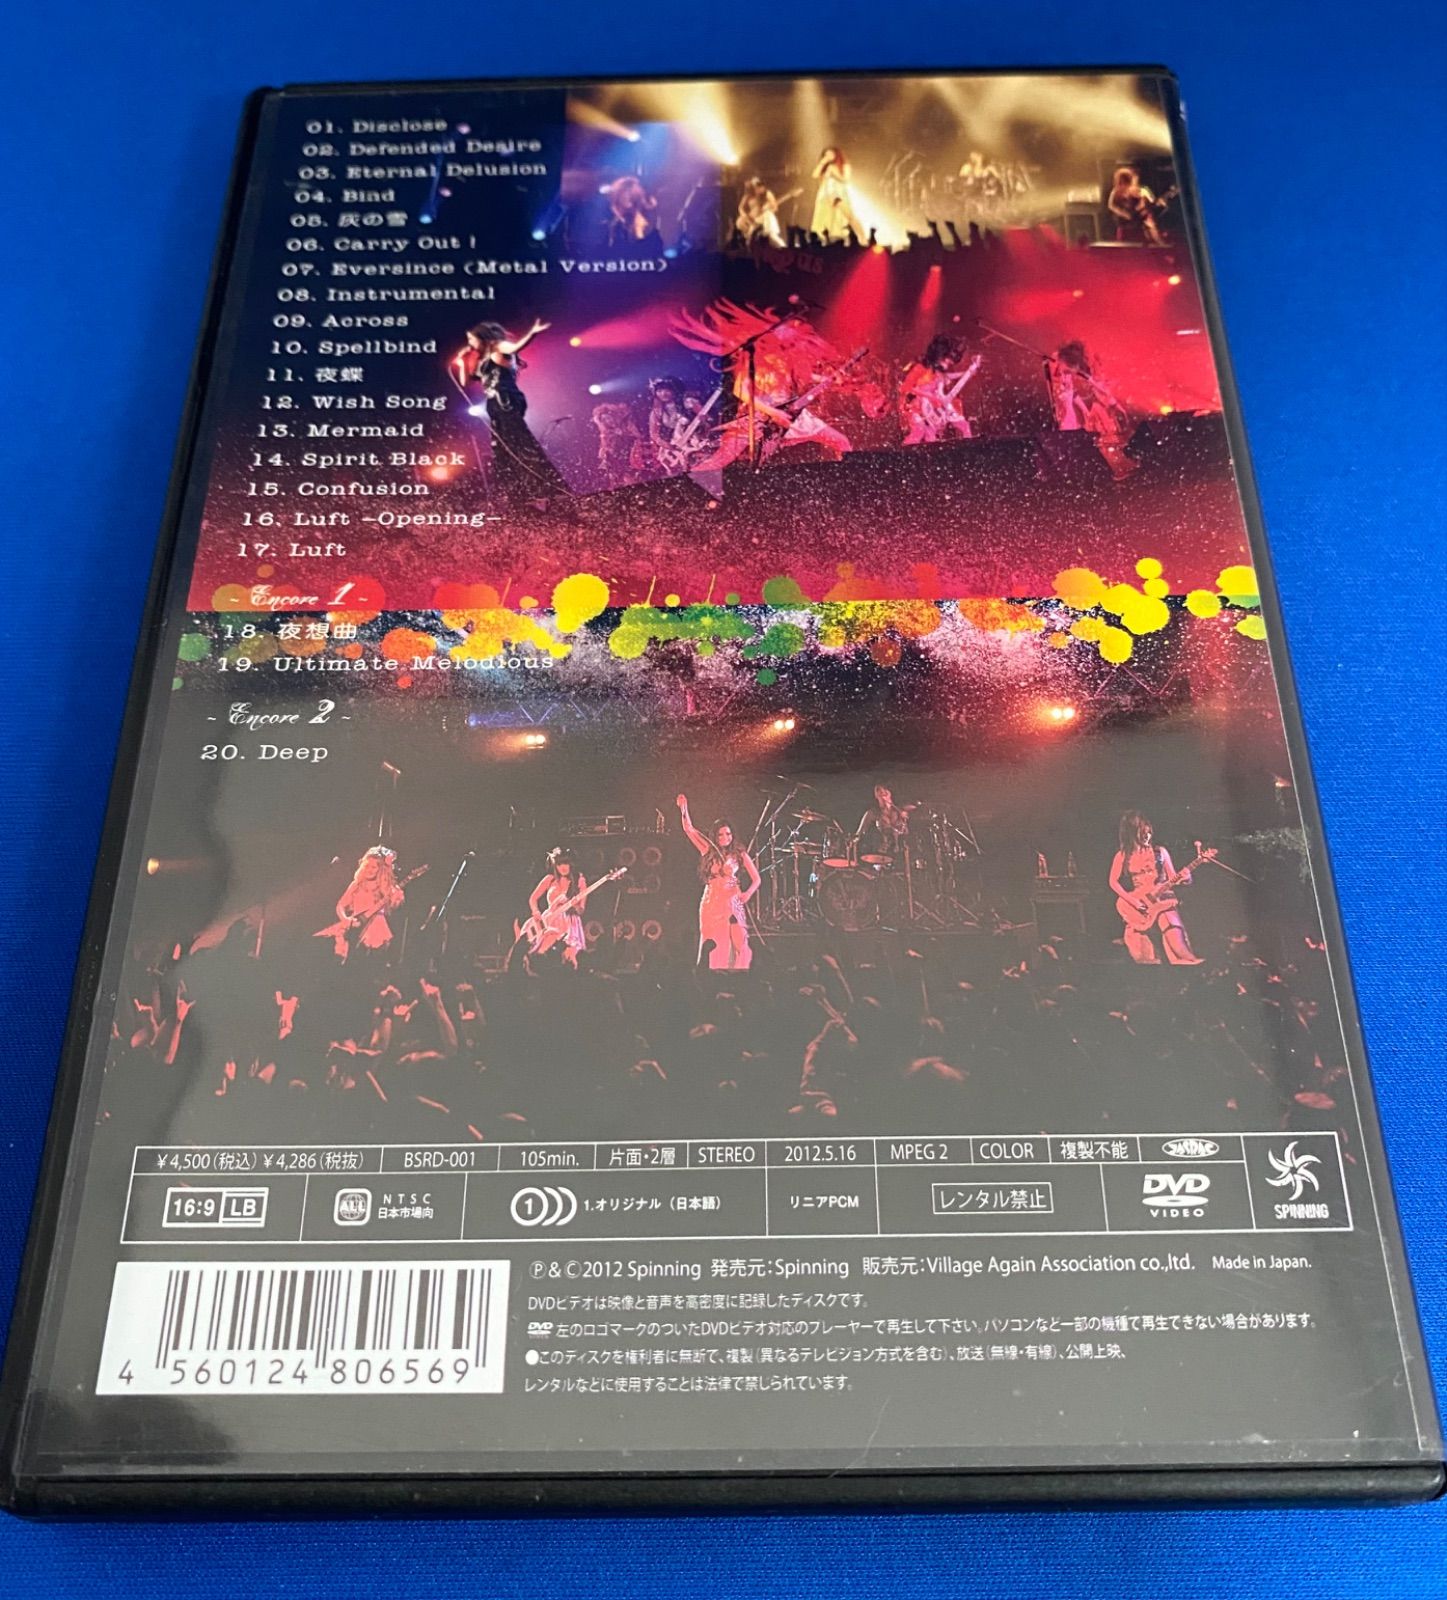 01. Disclose
02. Defended Desire
03. Eternal Delusion
04. Bind
05. 灰の雪
06. Carry Out!
07. Eversince (Metal Version)
08. Instrumental
09. Across
10. Spellbind
11. 夜蝶
12. Wish Song
13. Mermaid
14. Spirit Black
15. Confusion
16. Luft -Opening-
17. Luft
~ Encore 1 ~
18. 夜想曲
19. Ultimate Melodious
~ Encore 2 ~
20. Deep
¥4,500(税込) ¥4,286(税抜) BSRD-001 105min. 片面・2層 STEREO 2012.5.16 MPEG 2 COLOR 複製不能 JASRAC
16:9 LB ALL NTSC 日本市場向 1)) 1.オリジナル (日本語) リニアPCM レンタル禁止 DVD VIDEO SPINNING
Ⓟ&Ⓒ2012 Spinning 発売元:Spinning 販売元:Village Again Association co.,ltd. Made in Japan.
DVDビデオは映像と音声を高密度に記録したディスクです。
DVD 左のロゴマークのついたDVDビデオ対応のプレーヤーで再生して下さい。パソコンなど一部の機種で再生できない場合があります。
●このディスクを権利者に無断で、複製(異なるテレビジョン方式を含む)、放送(無線・有線)、公開上映、
レンタルなどに使用することは法律で禁じられています。
4 560124 806569